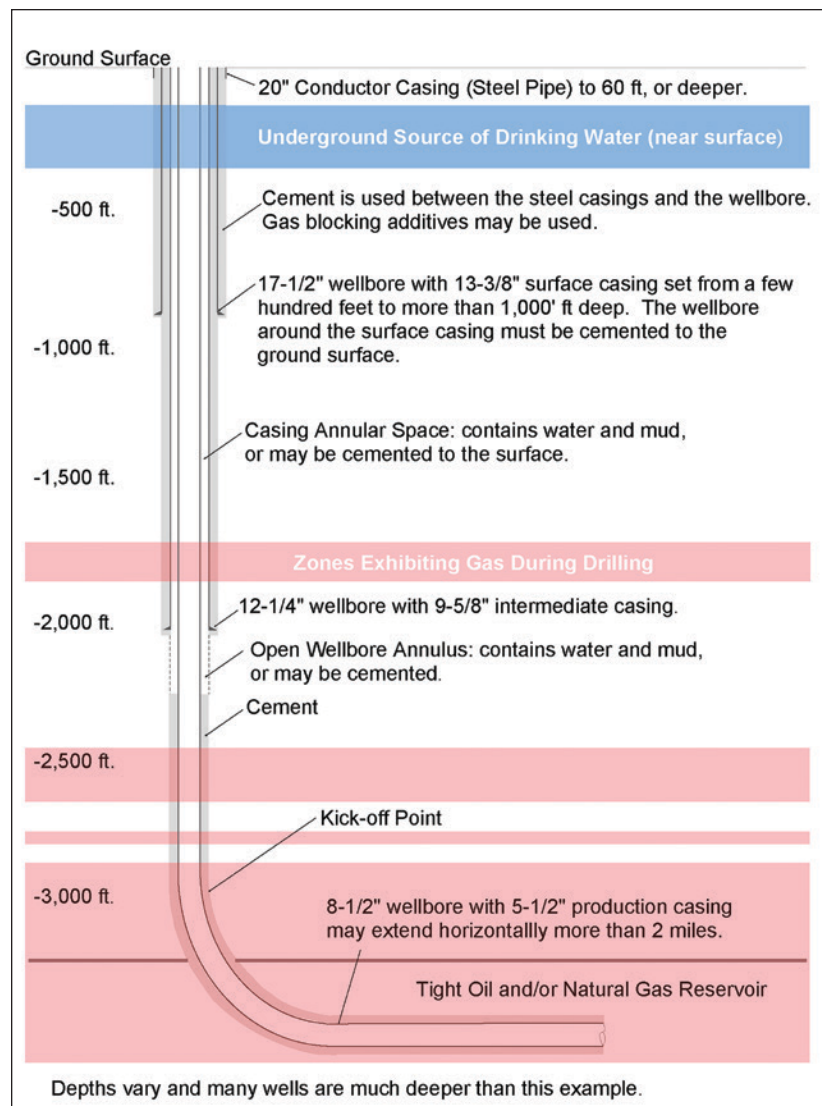 Ground Surface
20" Conductor Casing (Steel Pipe) to 60 ft, or deeper.
Underground Source of Drinking Water (near surface)
-500 ft.
Cement is used between the steel casings and the wellbore.
Gas blocking additives may be used.
17-1/2" wellbore with 13-3/8" surface casing set from a few
hundred feet to more than 1,000' ft deep. The wellbore
around the surface casing must be cemented to the
ground surface.
-1,000 ft.
Casing Annular Space: contains water and mud,
or may be cemented to the surface.
-1,500 ft.
Zones Exhibiting Gas During Drilling
12-1/4" wellbore with 9-5/8" intermediate casing.
-2,000 ft.
Open Wellbore Annulus: contains water and mud,
or may be cemented.
Cement
-2,500 ft.
Kick-off Point
-3,000 ft.
8-1/2" wellbore with 5-1/2" production casing
may extend horizontallly more than 2 miles.
Tight Oil and/or Natural Gas Reservoir
Depths vary and many wells are much deeper than this example.